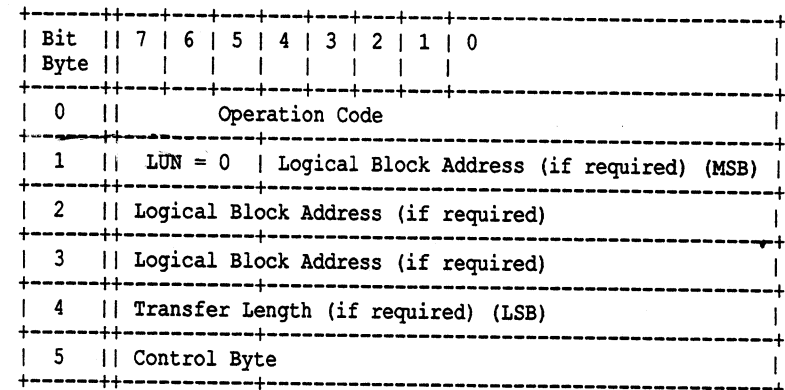 Bit 7 6 5 4 3 2 1 0
Byte
0 Operation Code
1 LUN = 0 Logical Block Address (if required) (MSB)
2 Logical Block Address (if required)
3 Logical Block Address (if required)
4 Transfer Length (if required) (LSB)
5 Control Byte